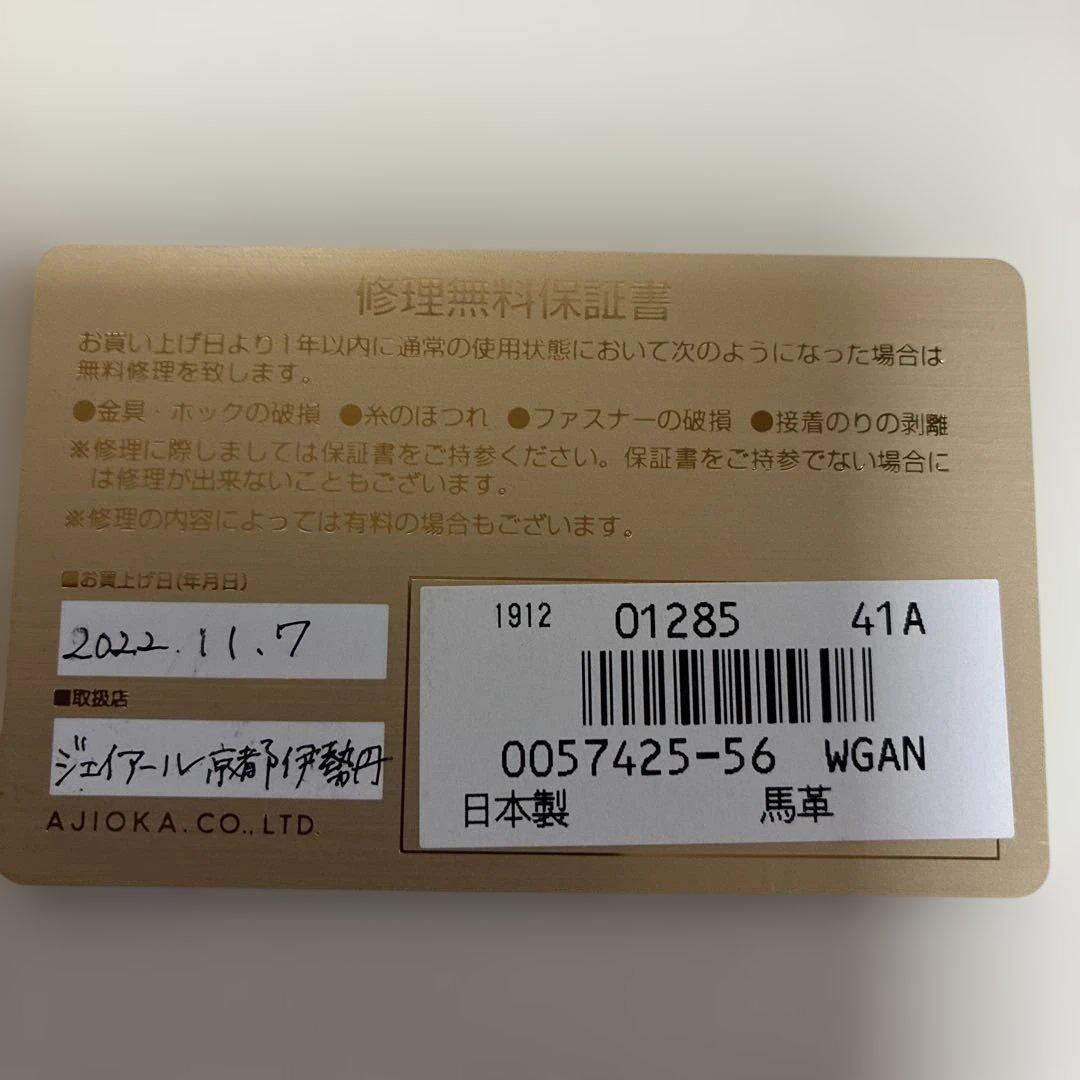 修理無料保証書
お買い上げ日より1年以内に通常の使用状態において次のようになった場合は
無料修理を致します。
●金具・ホックの破損 ●糸のほつれ ●ファスナーの破損 ●接着のりの剥離
※修理に際しましては保証書をご持参ください。保証書をご持参でない場合に
は修理が出来ないこともございます。
※修理の内容によっては有料の場合もございます。
■お買上げ日(年月日)
2022.11.7
■取扱店
ジェイアール京都伊勢丹
AJIOKA.CO.,LTD.
1912 01285 41A
0057425-56 WGAN
日本製 馬革